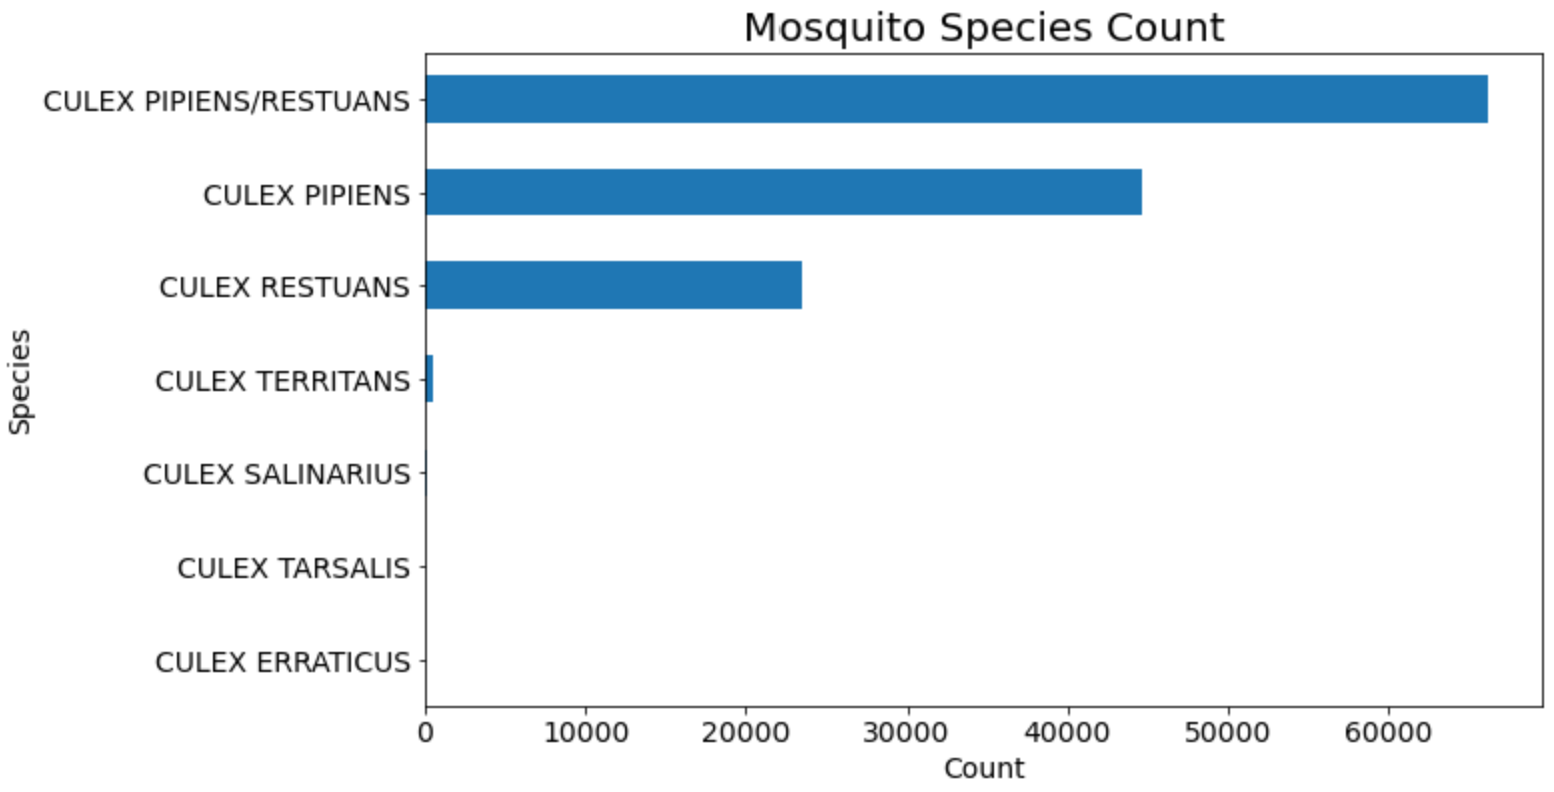 Mosquito Species Count
CULEX PIPIENS/RESTUANS
CULEX PIPIENS
CULEX RESTUANS
CULEX TERRITANS
CULEX SALINARIUS
CULEX TARSALIS
CULEX ERRATICUS
Species
0 10000 20000 30000 40000 50000 60000
Count